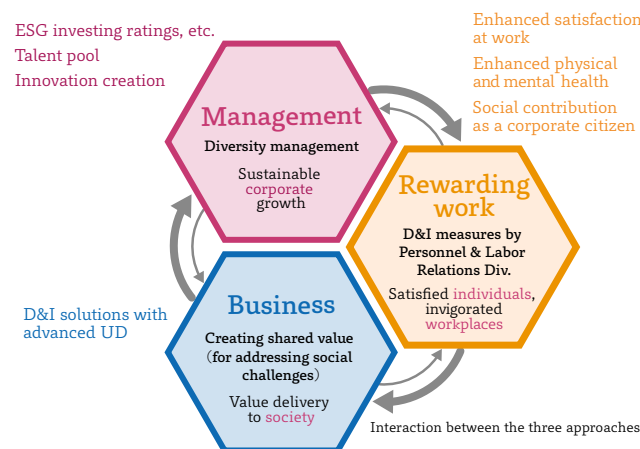 ESG investing ratings, etc.
Talent pool
Innovation creation
Enhanced satisfaction
at work
Enhanced physical
and mental health
Social contribution
as a corporate citizen
Management
Diversity management
Sustainable
corporate
growth
Rewarding
work
D&I measures by
Personnel & Labor
Relations Div.
Satisfied individuals,
invigorated
workplaces
D&I solutions with
advanced UD
Business
Creating shared value
(for addressing social
challenges)
Value delivery
to society
Interaction between the three approaches